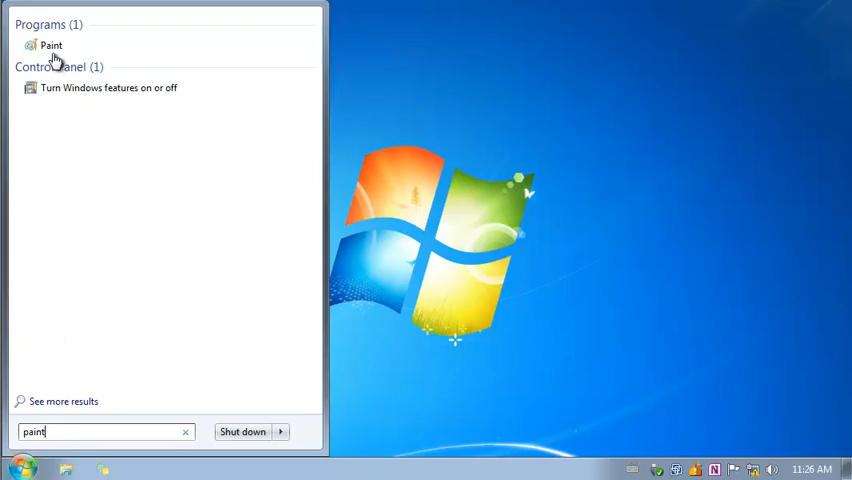 Programs (1)
Paint
Control Panel (1)
Turn Windows features on or off
See more results
paint
Shut down
N
11:26 AM